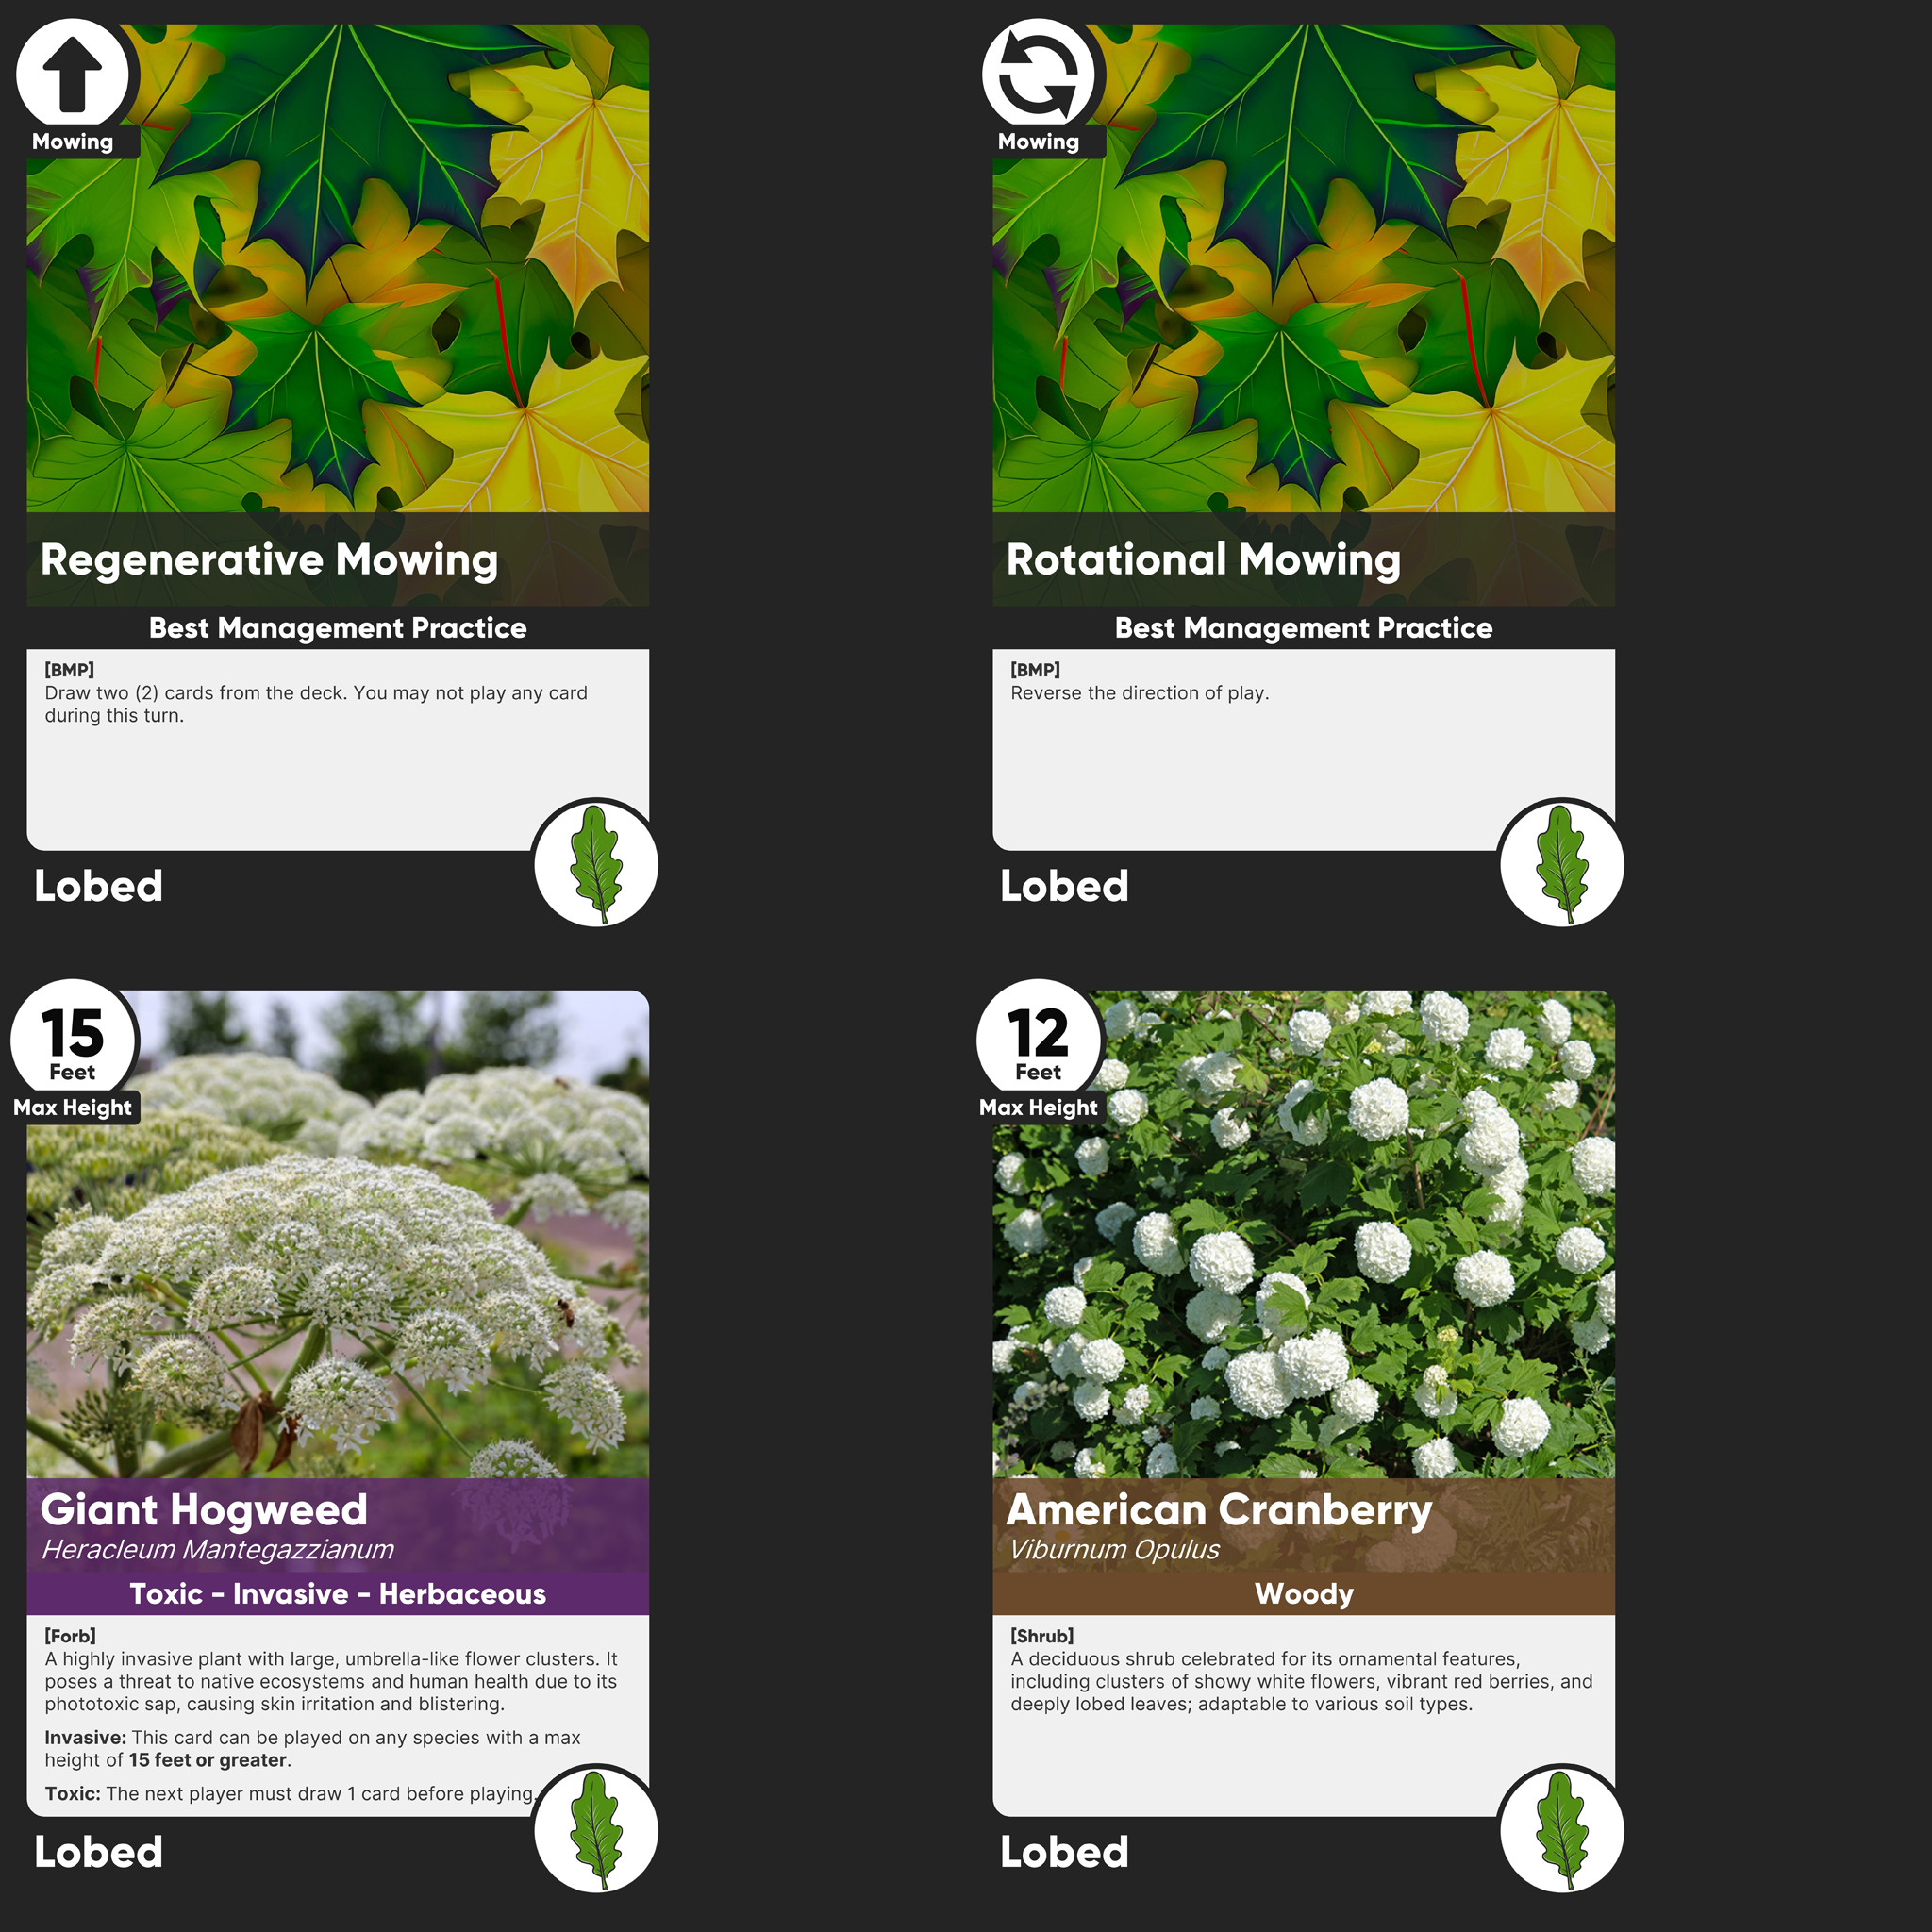 Mowing
Regenerative Mowing
Best Management Practice
[BMP]
Draw two (2) cards from the deck. You may not play any card
during this turn.
Lobed
Mowing
Rotational Mowing
Best Management Practice
[BMP]
Reverse the direction of play.
Lobed
15
Feet
Max Height
Giant Hogweed
Heracleum Mantegazzianum
Toxic - Invasive - Herbaceous
[Forb]
A highly invasive plant with large, umbrella-like flower clusters. It
poses a threat to native ecosystems and human health due to its
phototoxic sap, causing skin irritation and blistering.
Invasive: This card can be played on any species with a max
height of 15 feet or greater.
Toxic: The next player must draw 1 card before playing.
Lobed
12
Feet
Max Height
American Cranberry
Viburnum Opulus
Woody
[Shrub]
A deciduous shrub celebrated for its ornamental features,
including clusters of showy white flowers, vibrant red berries, and
deeply lobed leaves; adaptable to various soil types.
Lobed